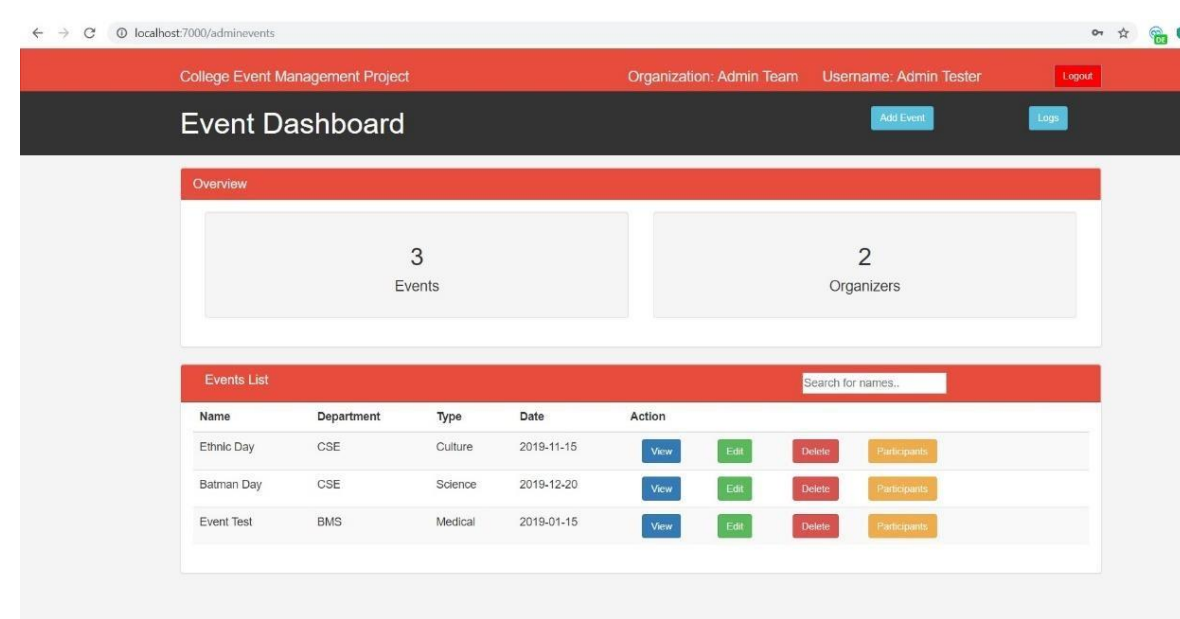 localhost:7000/adminevents
College Event Management Project Organization: Admin Team Username: Admin Tester Logout
Event Dashboard Add Event Logs
Overview
3 2
Events Organizers
Events List Search for names..
Name Department Type Date Action
Ethnic Day CSE Culture 2019-11-15 View Edit Delete Participants
Batman Day CSE Science 2019-12-20 View Edit Delete Participants
Event Test BMS Medical 2019-01-15 View Edit Delete Participants